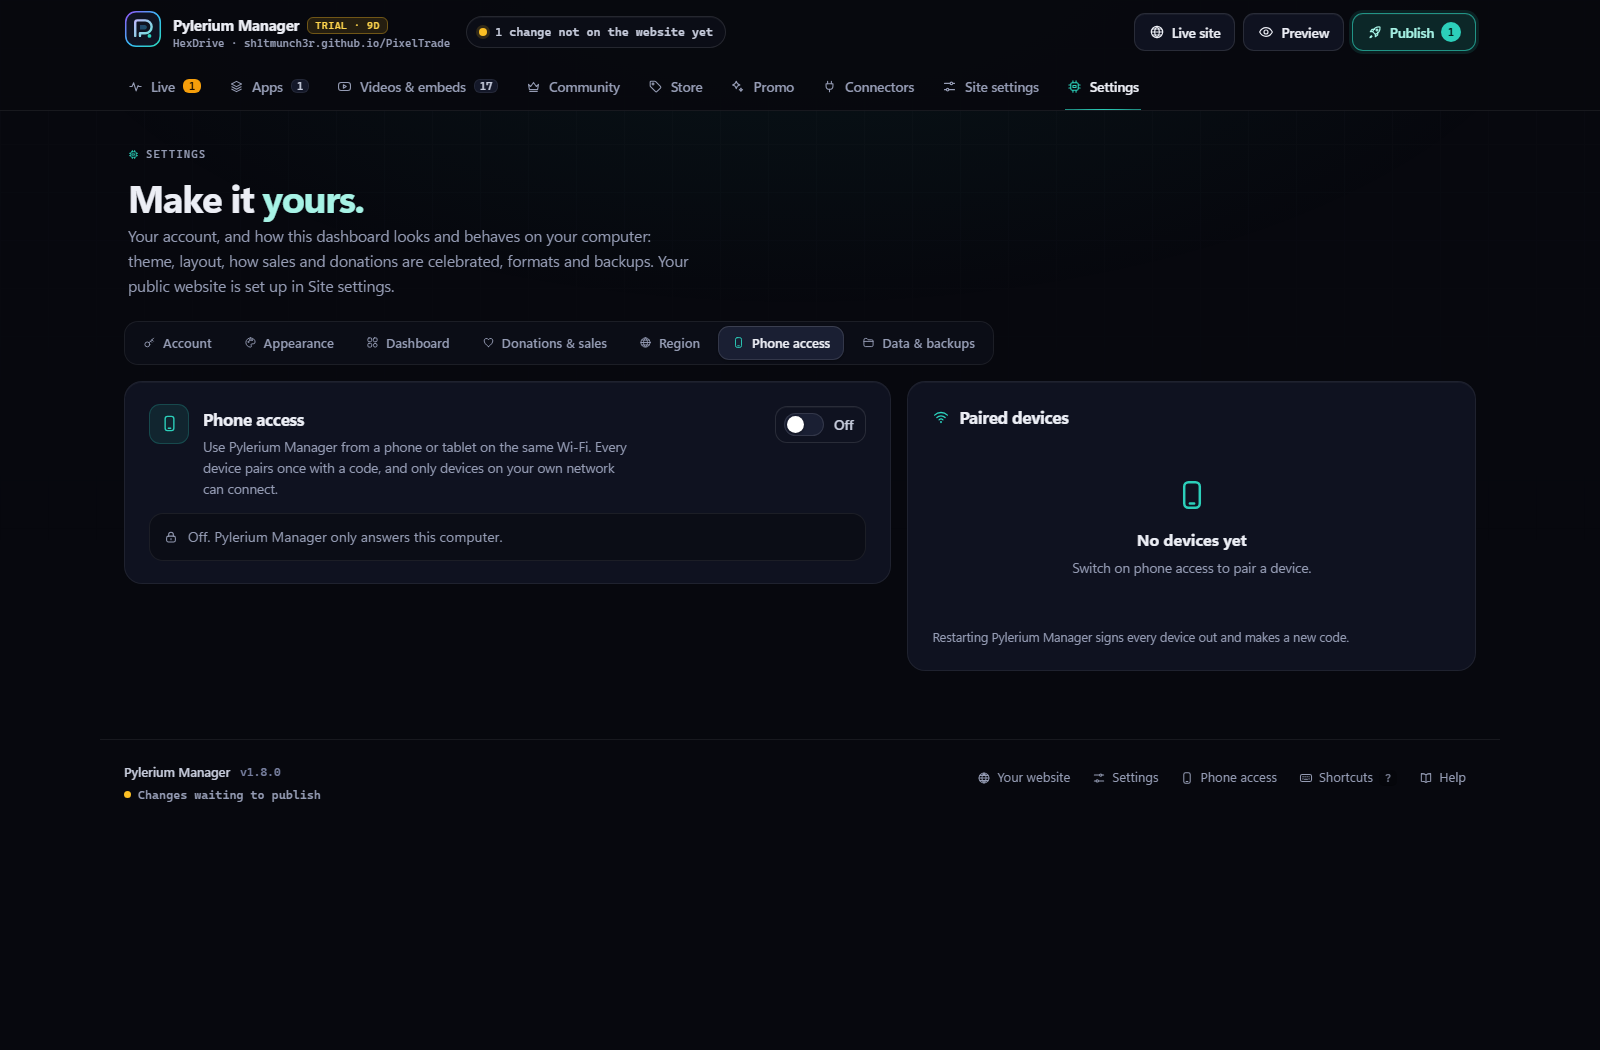 Pylerium Manager TRIAL · 9D
HexDrive · sh1tmunch3r.github.io/PixelTrade
1 change not on the website yet
Live site
Preview
Publish 1
Live 1
Apps 1
Videos & embeds 17
Community
Store
Promo
Connectors
Site settings
Settings
SETTINGS
Make it yours.
Your account, and how this dashboard looks and behaves on your computer:
theme, layout, how sales and donations are celebrated, formats and backups. Your
public website is set up in Site settings.
Account
Appearance
Dashboard
Donations & sales
Region
Phone access
Data & backups
Phone access
Off
Use Pylerium Manager from a phone or tablet on the same Wi-Fi. Every
device pairs once with a code, and only devices on your own network
can connect.
Off. Pylerium Manager only answers this computer.
Paired devices
No devices yet
Switch on phone access to pair a device.
Restarting Pylerium Manager signs every device out and makes a new code.
Pylerium Manager v1.8.0
Changes waiting to publish
Your website
Settings
Phone access
Shortcuts ?
Help